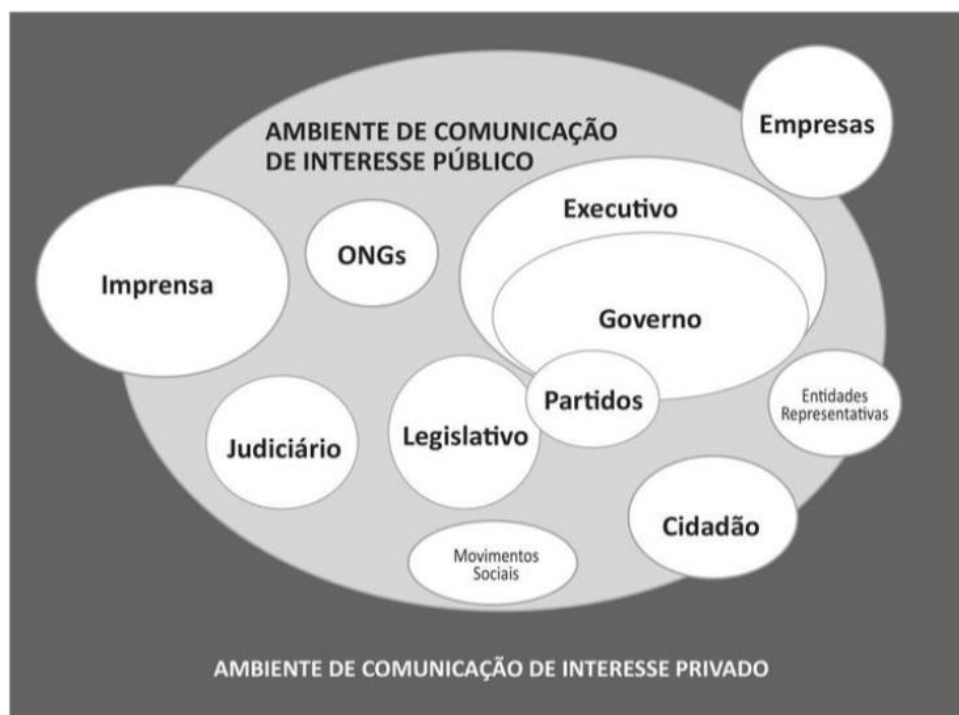 AMBIENTE DE COMUNICAÇÃO
DE INTERESSE PÚBLICO
Empresas
Executivo
ONGs
Imprensa
Governo
Partidos
Entidades
Representativas
Legislativo
Judiciário
Cidadão
Movimentos
Sociais
AMBIENTE DE COMUNICAÇÃO DE INTERESSE PRIVADO